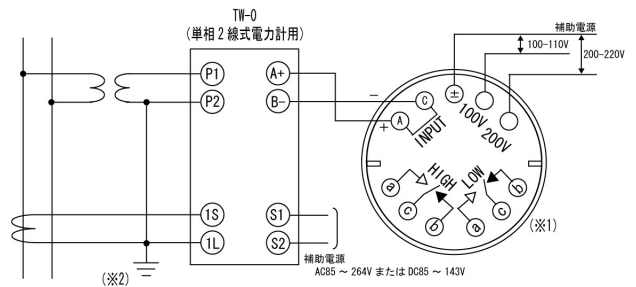 TW-0
(単相2線式電力計用)
補助電源
100-110V
200-220V
P1
A+
P2
B-
−
+
C
A
±
INPUT
100V
200V
HIGH
LOW
a
c
b
a
c
b
(※1)
1S
S1
1L
S2
補助電源
AC85 ~ 264V または DC85 ~ 143V
(※2)